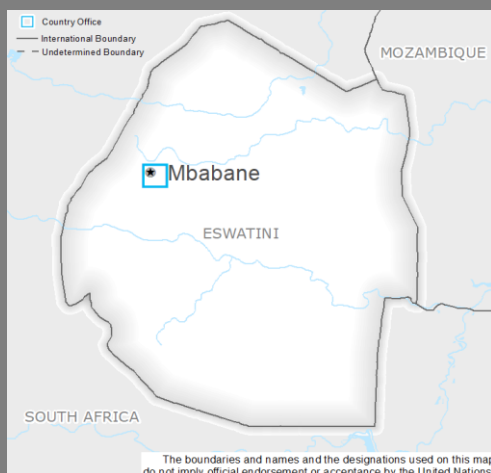 Country Office
International Boundary
Undetermined Boundary
MOZAMBIQUE
Mbabane
ESWATINI
SOUTH AFRICA
The boundaries and names and the designations used on this map
do not imply official endorsement or acceptance by the United Nations.